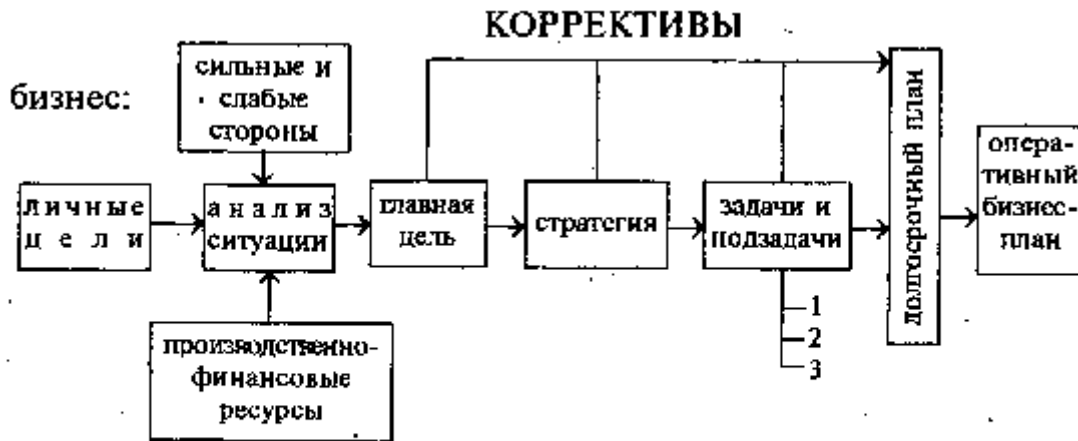 КОРРЕКТИВЫ
бизнес:
сильные и
слабые
стороны
личные
цели
анализ
ситуации
производственно-
финансовые
ресурсы
главная
цель
стратегия
задачи и
подзадачи
1
2
3
долгосрочный план
опера-
тивный
бизнес-
план